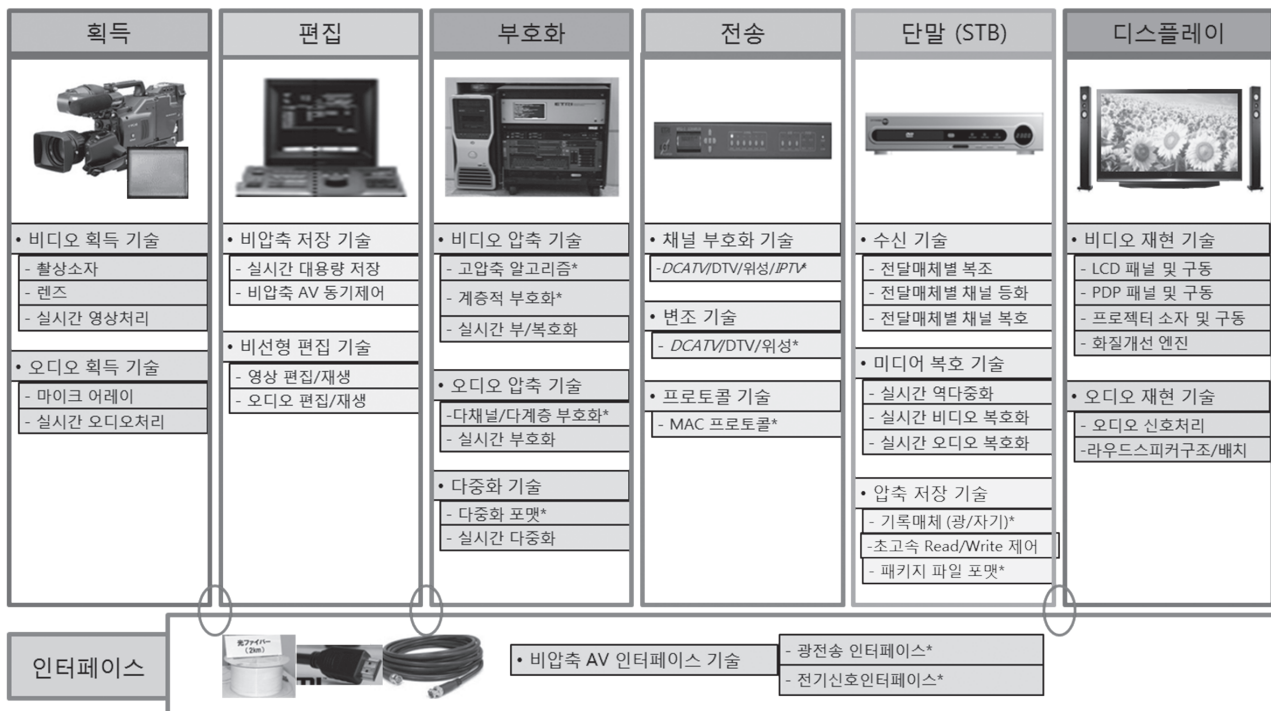 획득
편집
부호화
전송
단말 (STB)
디스플레이
ETRI
• 비디오 획득 기술
- 촬상소자
- 렌즈
- 실시간 영상처리
• 오디오 획득 기술
- 마이크 어레이
- 실시간 오디오처리
• 비압축 저장 기술
- 실시간 대용량 저장
- 비압축 AV 동기제어
• 비선형 편집 기술
- 영상 편집/재생
- 오디오 편집/재생
• 비디오 압축 기술
- 고압축 알고리즘*
- 계층적 부호화*
- 실시간 부/복호화
• 오디오 압축 기술
-다채널/다계층 부호화*
- 실시간 부호화
• 다중화 기술
- 다중화 포맷*
- 실시간 다중화
• 채널 부호화 기술
-DCATV/DTV/위성/IPTV*
• 변조 기술
- DCATV/DTV/위성*
• 프로토콜 기술
- MAC 프로토콜*
• 수신 기술
- 전달매체별 복조
- 전달매체별 채널 등화
- 전달매체별 채널 복호
• 미디어 복호 기술
- 실시간 역다중화
- 실시간 비디오 복호화
- 실시간 오디오 복호화
• 압축 저장 기술
- 기록매체 (광/자기)*
-초고속 Read/Write 제어
- 패키지 파일 포맷*
• 비디오 재현 기술
- LCD 패널 및 구동
- PDP 패널 및 구동
- 프로젝터 소자 및 구동
- 화질개선 엔진
• 오디오 재현 기술
- 오디오 신호처리
-라우드스피커구조/배치
인터페이스
光ファイバー
(2km)
• 비압축 AV 인터페이스 기술
- 광전송 인터페이스*
- 전기신호인터페이스*